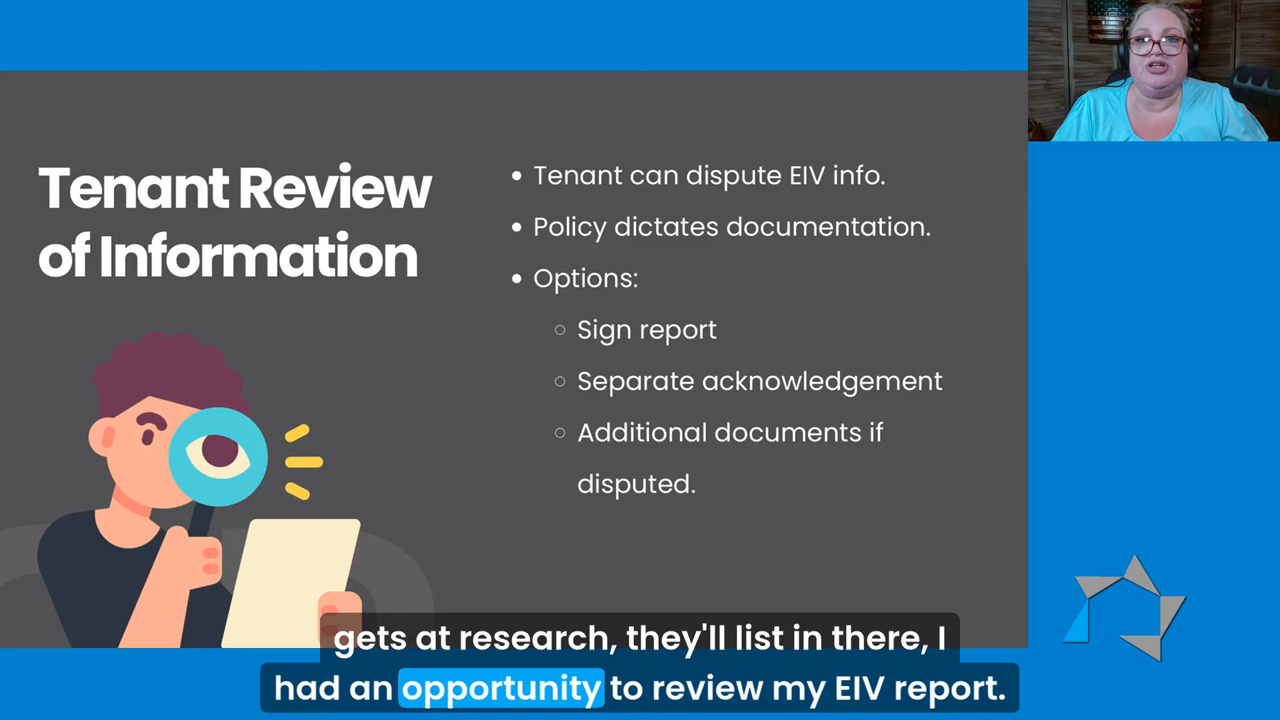 Tenant Review
of Information
• Tenant can dispute EIV info.
• Policy dictates documentation.
• Options:
○ Sign report
○ Separate acknowledgement
○ Additional documents if
disputed.
gets at research, they'll list in there, I
had an opportunity to review my EIV report.